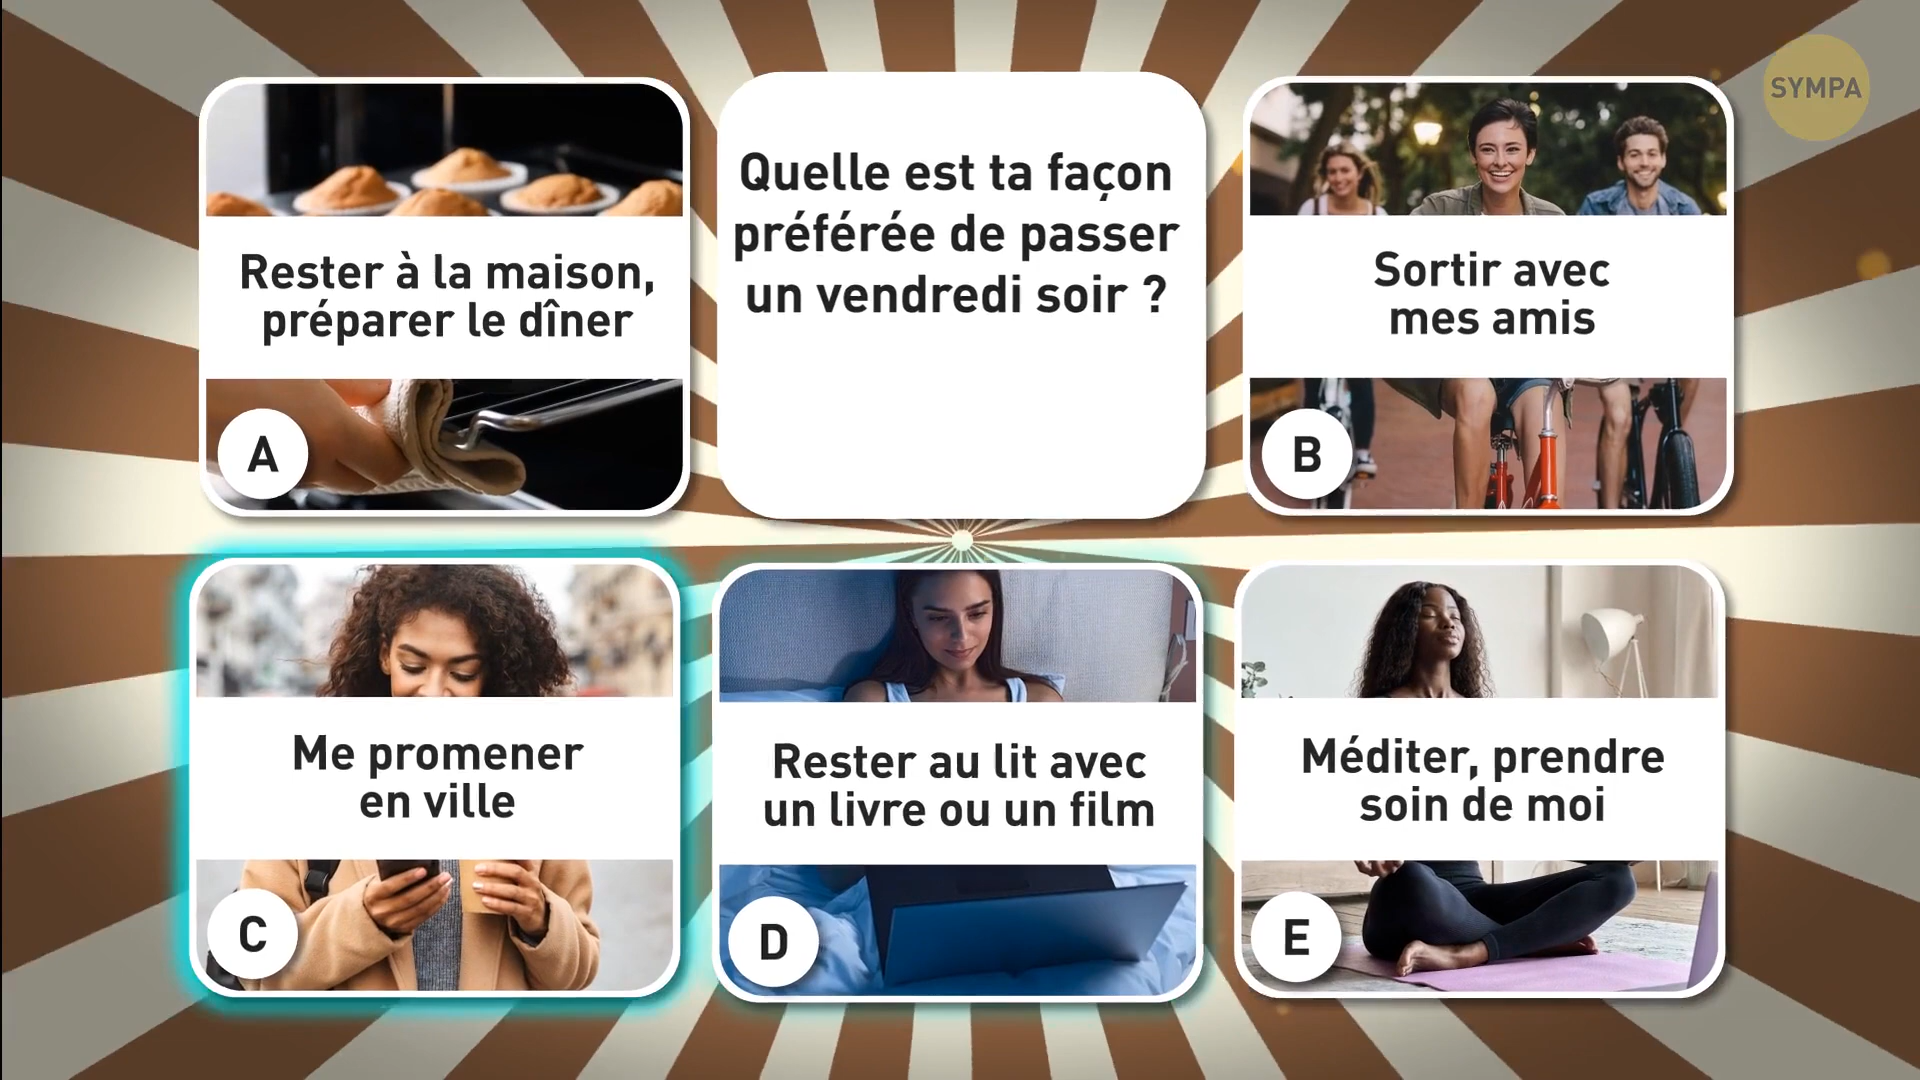 SYMPA
Rester à la maison,
préparer le dîner
A
Quelle est ta façon
préférée de passer
un vendredi soir ?
Sortir avec
mes amis
B
Me promener
en ville
C
Rester au lit avec
un livre ou un film
D
Méditer, prendre
soin de moi
E